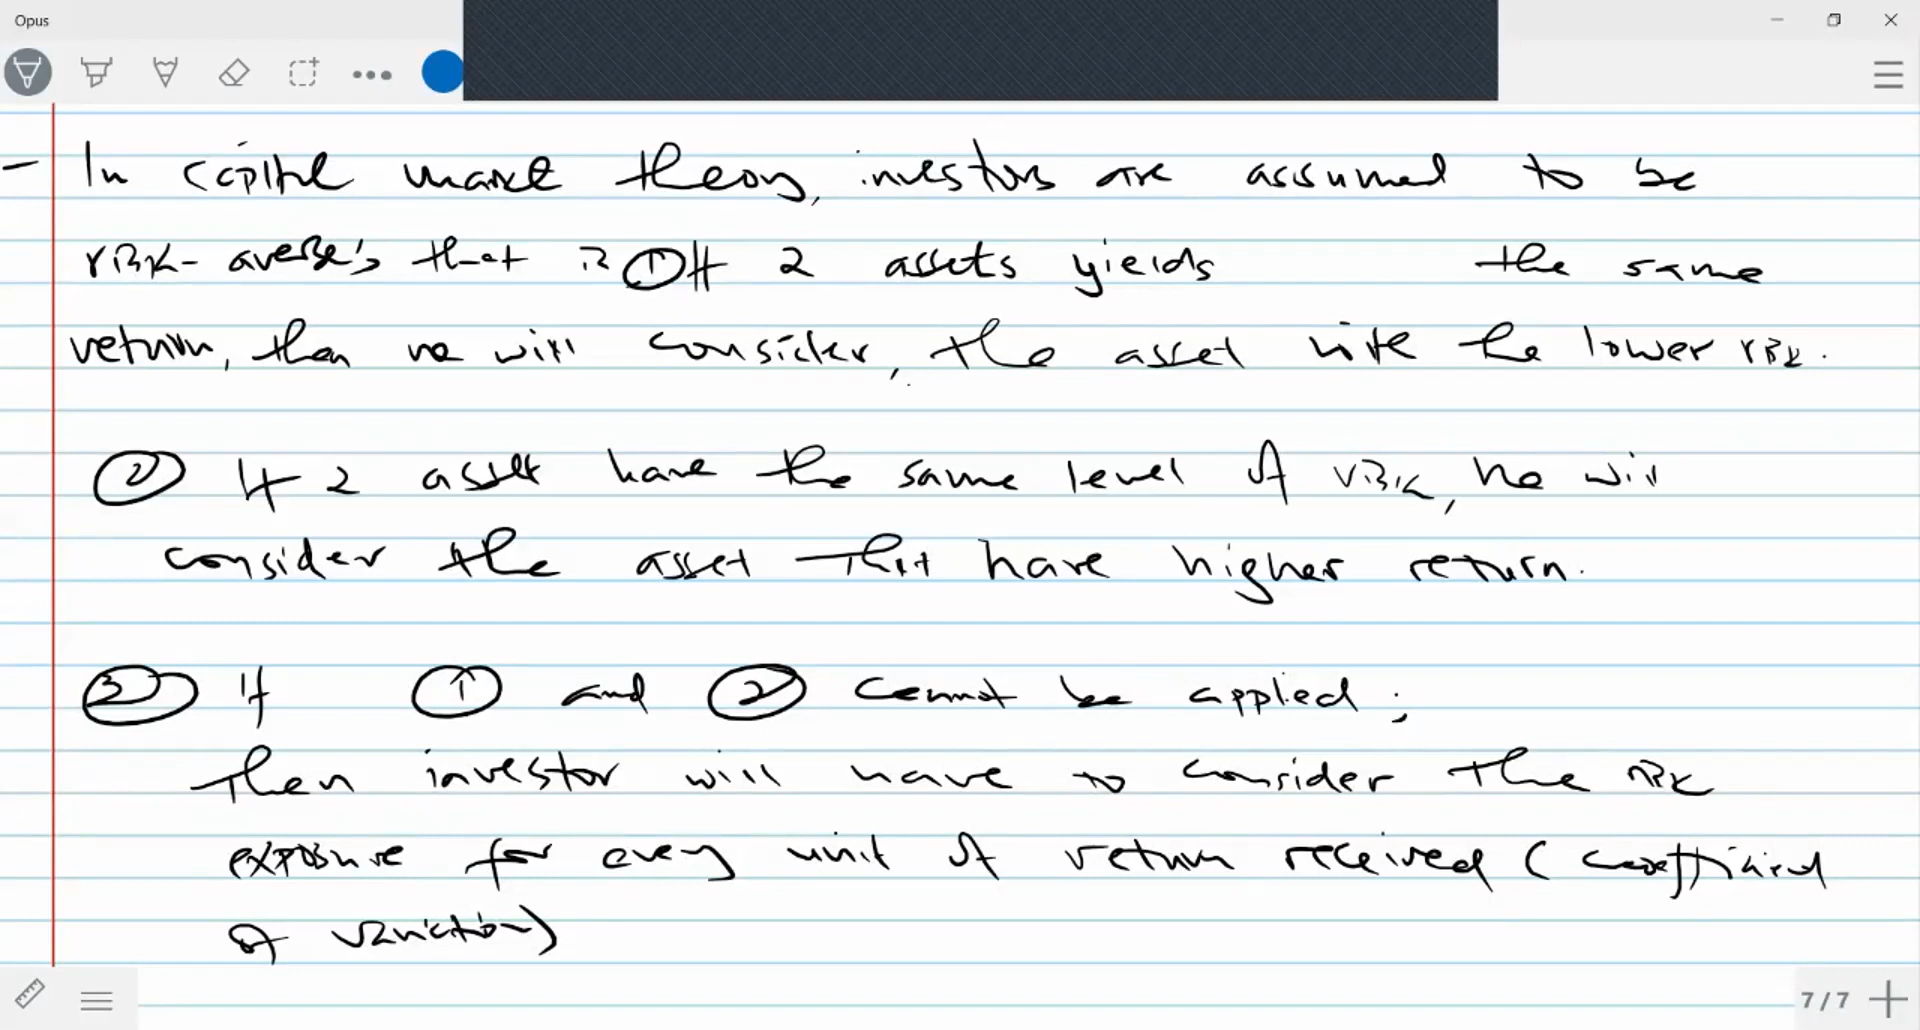 Opus
- In capital market theory, investors are assumed to be
risk-averse; that is ① If 2 assets yields the same
return, then he will consider, the asset with the lower risk.
② If 2 asset have the same level of risk, he will
consider the asset that have higher return.
③ If ① and ② cannot be applied;
Then investor will have to consider the risk
exposure for every unit of return received (coefficient
of variation)
7 / 7